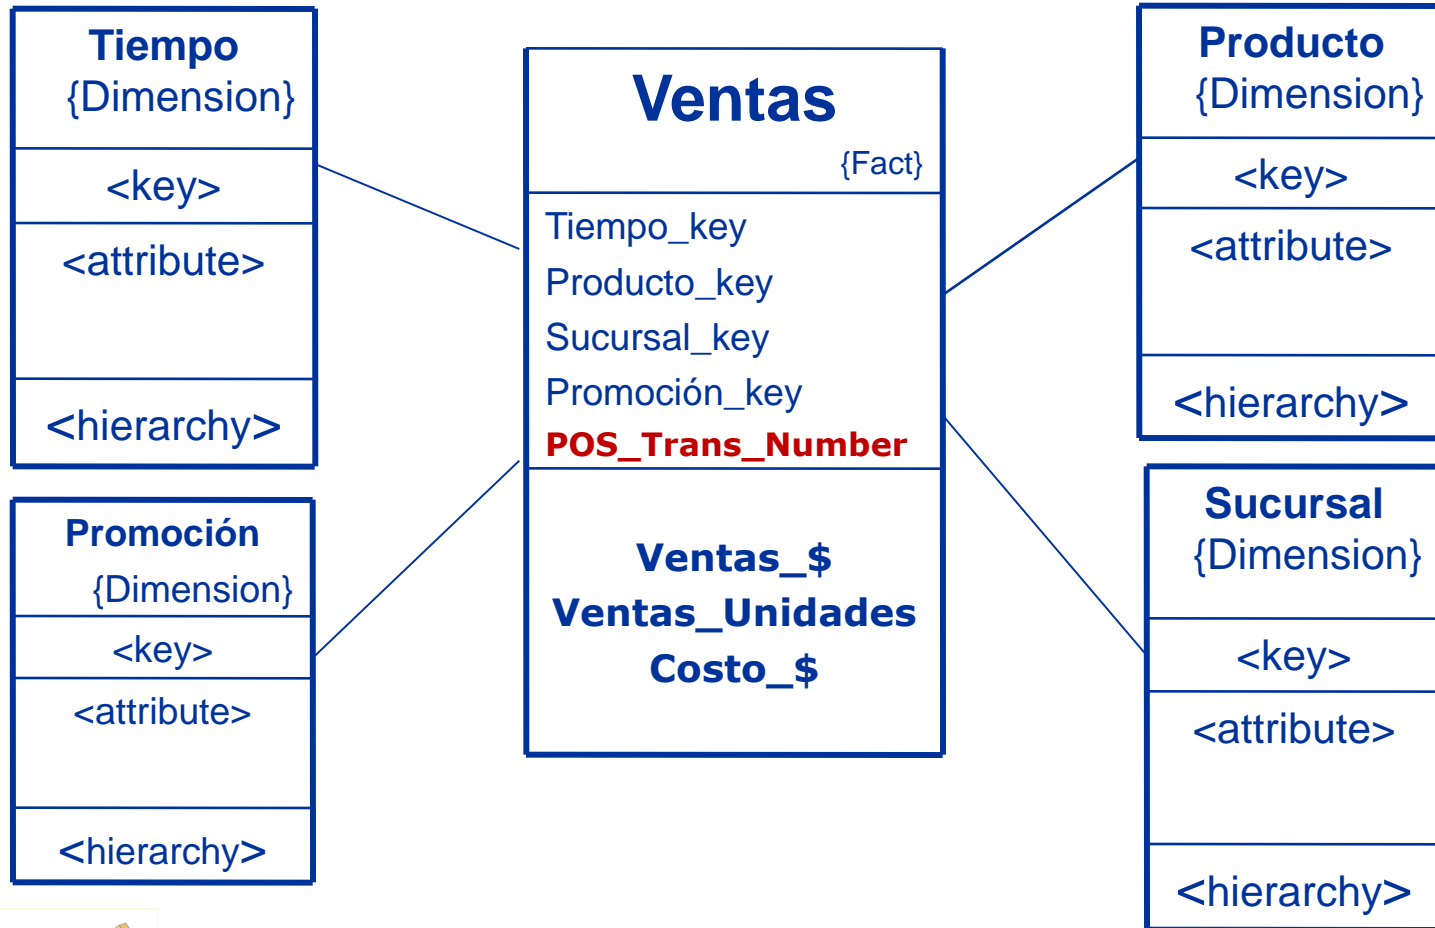 Tiempo
{Dimension}
<key>
<attribute>
<hierarchy>
Promoción
{Dimension}
<key>
<attribute>
<hierarchy>
Ventas
{Fact}
Tiempo_key
Producto_key
Sucursal_key
Promoción_key
POS_Trans_Number
Ventas_$
Ventas_Unidades
Costo_$
Producto
{Dimension}
<key>
<attribute>
<hierarchy>
Sucursal
{Dimension}
<key>
<attribute>
<hierarchy>